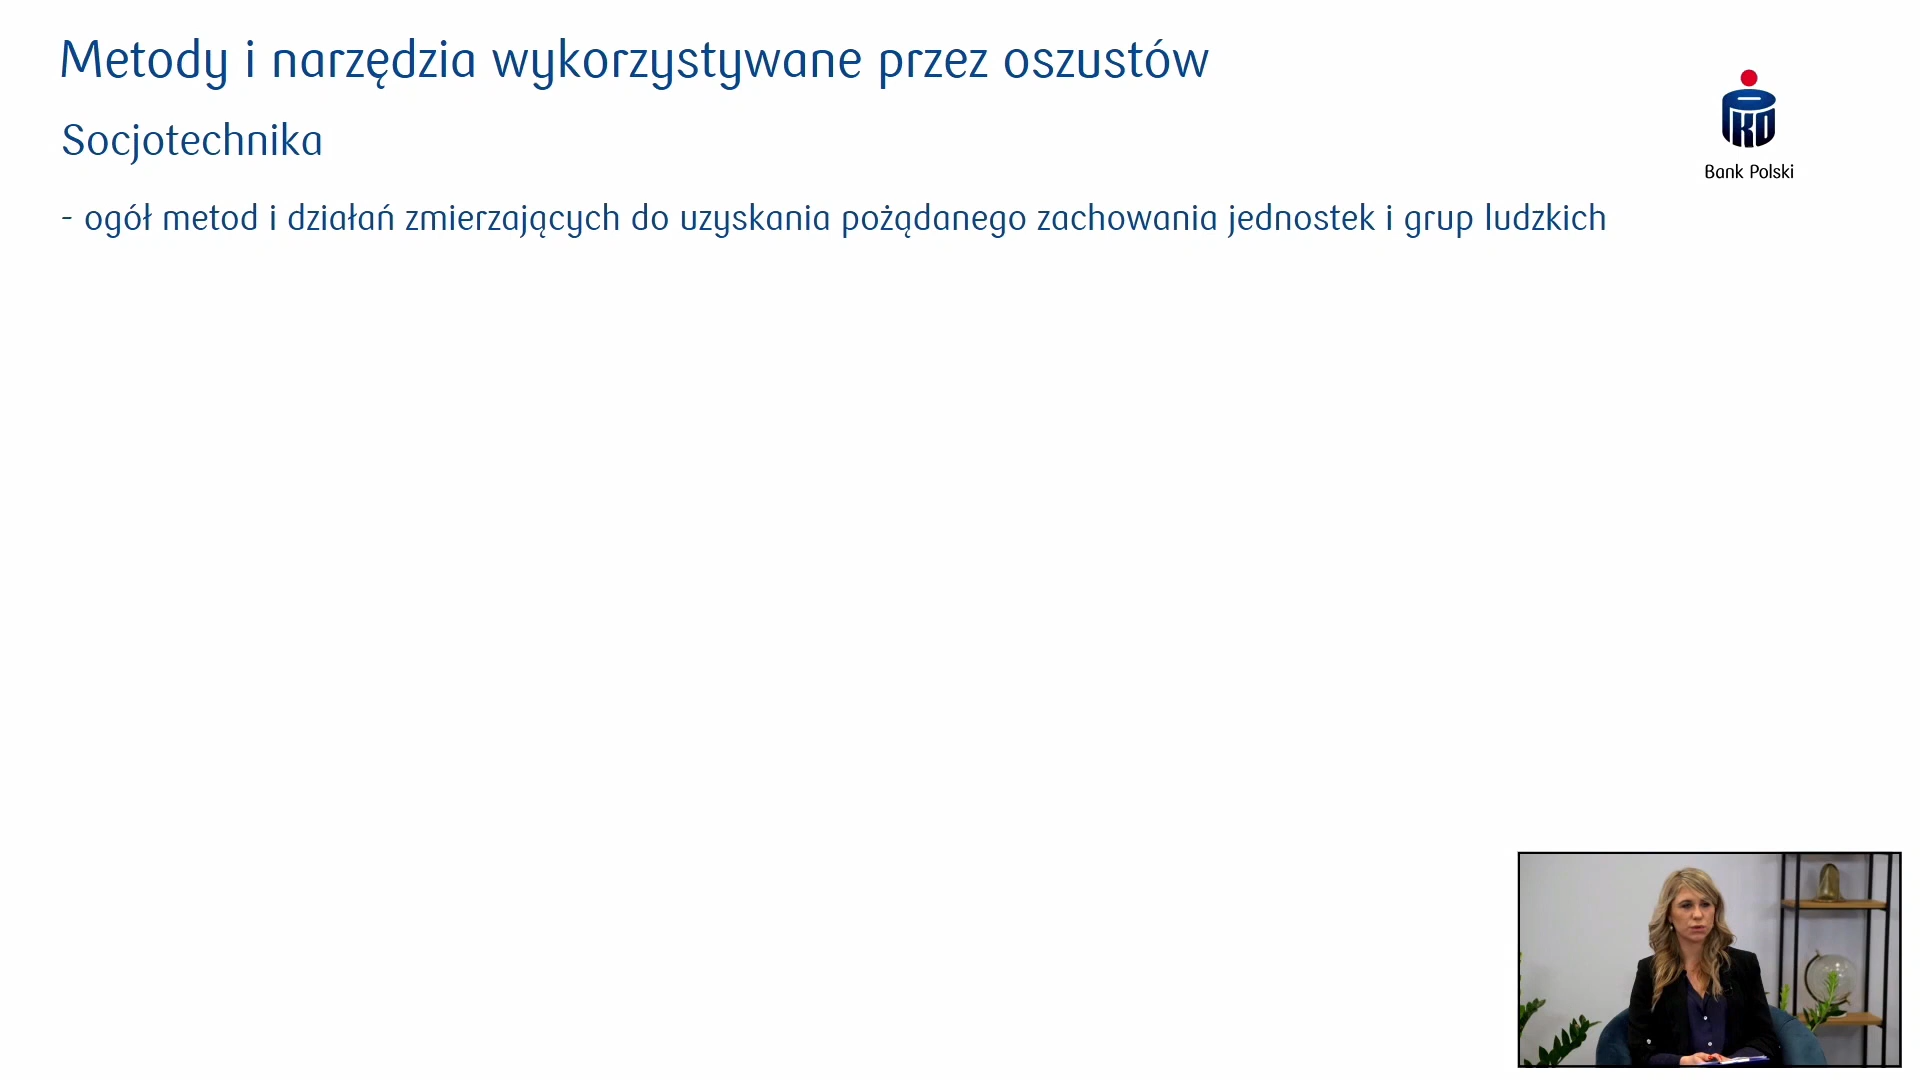 Metody i narzędzia wykorzystywane przez oszustów
Socjotechnika
- ogół metod i działań zmierzających do uzyskania pożądanego zachowania jednostek i grup ludzkich
PKO
Bank Polski